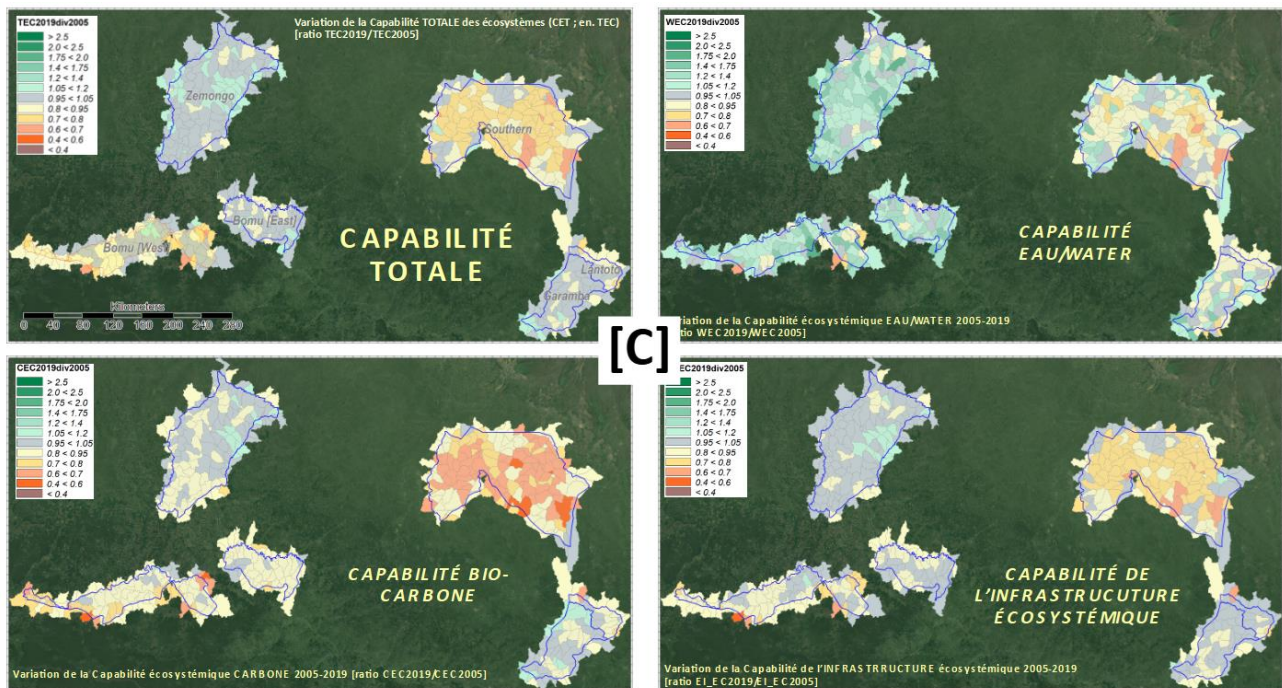 TEC2019div2005
> 2.5
2.0 < 2.5
1.75 < 2.0
1.4 < 1.75
1.2 < 1.4
1.05 < 1.2
0.95 < 1.05
0.8 < 0.95
0.7 < 0.8
0.6 < 0.7
0.4 < 0.6
< 0.4
Variation de la Capabilité TOTALE des écosystèmes (CET ; en. TEC)
[ratio TEC2019/TEC2005]
Zemongo
Southern
Bomu [West]
Bomu [East]
Lantoto
Garamba
CAPABILITÉ
TOTALE
Kilometers
0 40 80 120 160 200 240 280
WEC2019div2005
> 2.5
2.0 < 2.5
1.75 < 2.0
1.4 < 1.75
1.2 < 1.4
1.05 < 1.2
0.95 < 1.05
0.8 < 0.95
0.7 < 0.8
0.6 < 0.7
0.4 < 0.6
< 0.4
CAPABILITÉ
EAU/WATER
ariation de la Capabilité écosystémique EAU/WATER 2005-2019
atio WEC2019/WEC2005]
[C]
CEC2019div2005
> 2.5
2.0 < 2.5
1.75 < 2.0
1.4 < 1.75
1.2 < 1.4
1.05 < 1.2
0.95 < 1.05
0.8 < 0.95
0.7 < 0.8
0.6 < 0.7
0.4 < 0.6
< 0.4
CAPABILITÉ BIO-
CARBONE
Variation de la Capabilité écosystémique CARBONE 2005-2019 [ratio CEC2019/CEC2005]
EC2019div2005
> 2.5
2.0 < 2.5
1.75 < 2.0
1.4 < 1.75
1.2 < 1.4
1.05 < 1.2
0.95 < 1.05
0.8 < 0.95
0.7 < 0.8
0.6 < 0.7
0.4 < 0.6
< 0.4
CAPABILITÉ DE
L'INFRASTRUCUTURE
ÉCOSYSTÉMIQUE
Variation de la Capabilité de l'INFRASTRRUCTURE écosystémique 2005-2019
[ratio EI_EC2019/EI_EC2005]